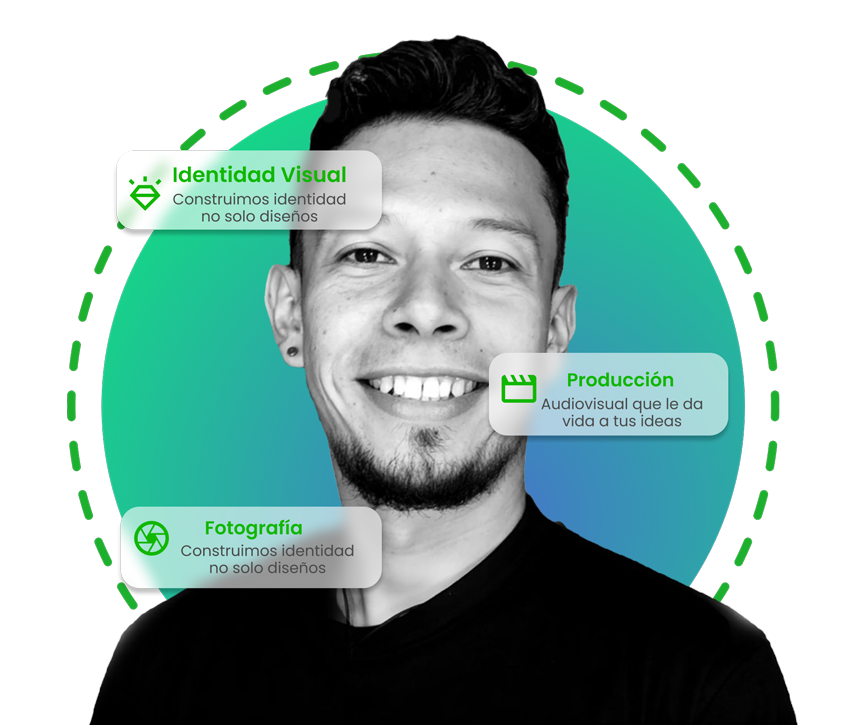 Identidad Visual
Construimos identidad
no solo diseños
Producción
Audiovisual que le da
vida a tus ideas
Fotografía
Construimos identidad
no solo diseños